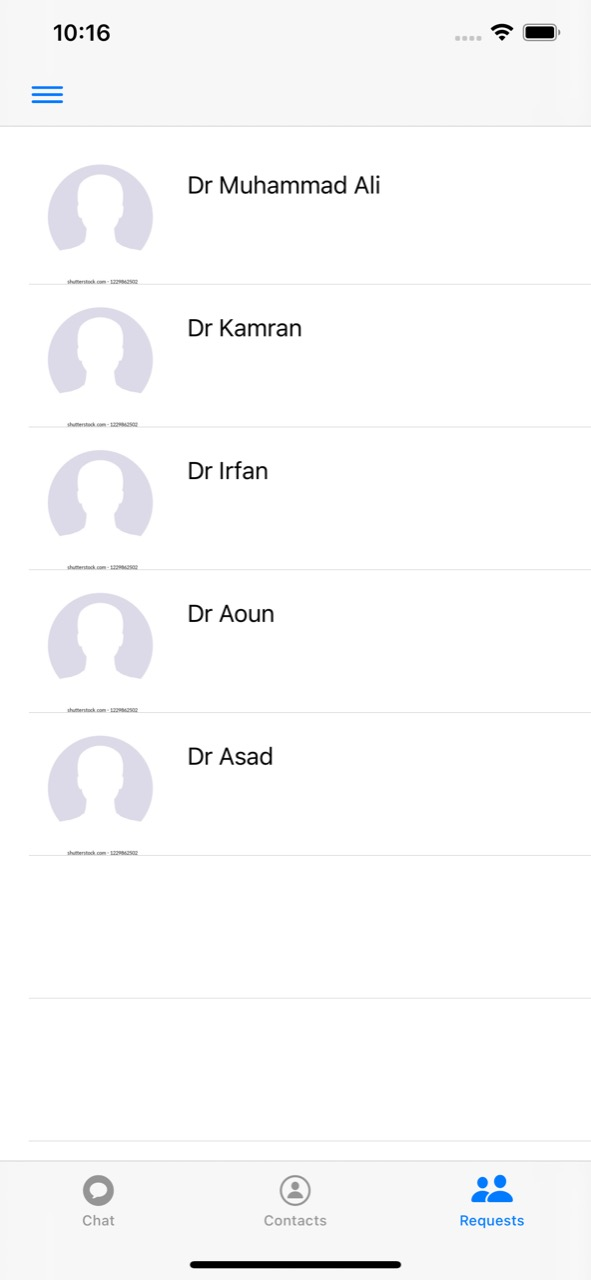 10:16
Dr Muhammad Ali
shutterstock.com · 1229862502
Dr Kamran
shutterstock.com · 1229862502
Dr Irfan
shutterstock.com · 1229862502
Dr Aoun
shutterstock.com · 1229862502
Dr Asad
shutterstock.com · 1229862502
Chat
Contacts
Requests